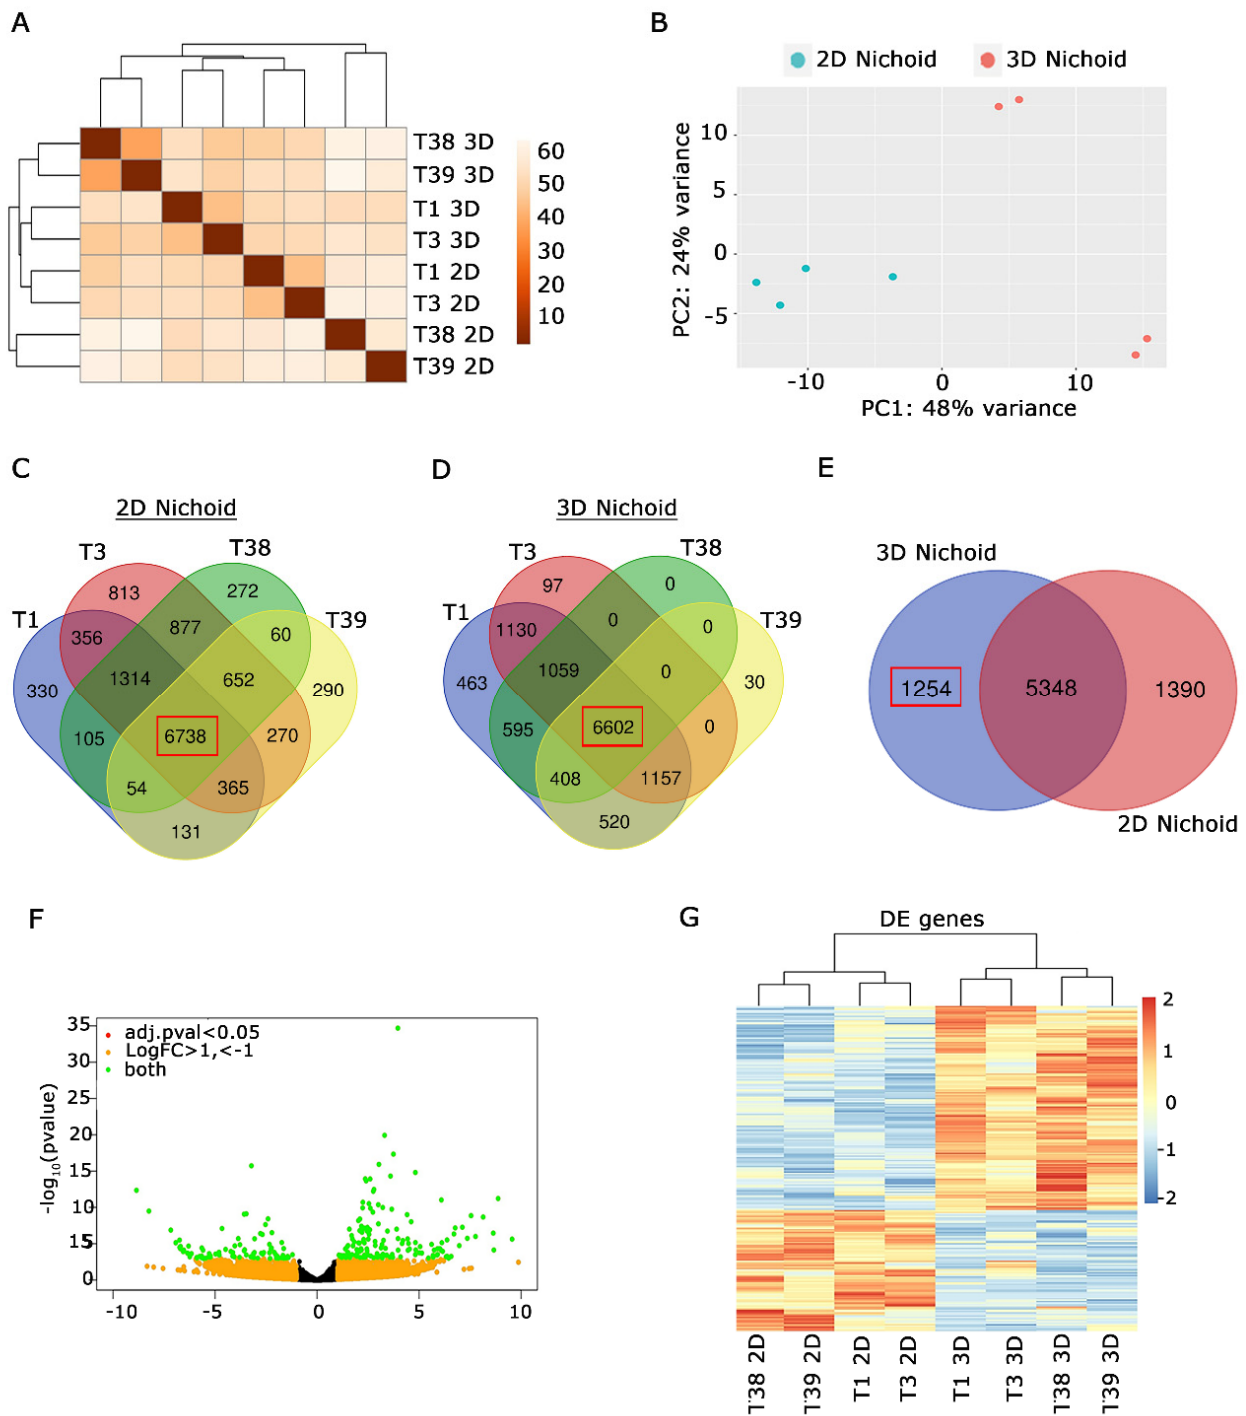 A
T38 3D
T39 3D
T1 3D
T3 3D
T1 2D
T3 2D
T38 2D
T39 2D
60
50
40
30
20
10
B
2D Nichoid
3D Nichoid
10
5
0
-5
PC2: 24% variance
-10
0
10
PC1: 48% variance
C
2D Nichoid
T1
T3
T38
T39
813
272
356
877
60
330
1314
652
290
105
6738
270
54
365
131
D
3D Nichoid
T1
T3
T38
T39
97
0
1130
0
0
463
1059
0
30
595
6602
0
408
1157
520
E
3D Nichoid
1254
5348
1390
2D Nichoid
F
adj.pval<0.05
LogFC>1,<-1
both
35
30
25
20
15
10
15
0
-log10(pvalue)
-10
-5
0
5
10
G
DE genes
2
1
0
-1
-2
T38 2D
T39 2D
T1 2D
T3 2D
T1 3D
T3 3D
T38 3D
T39 3D